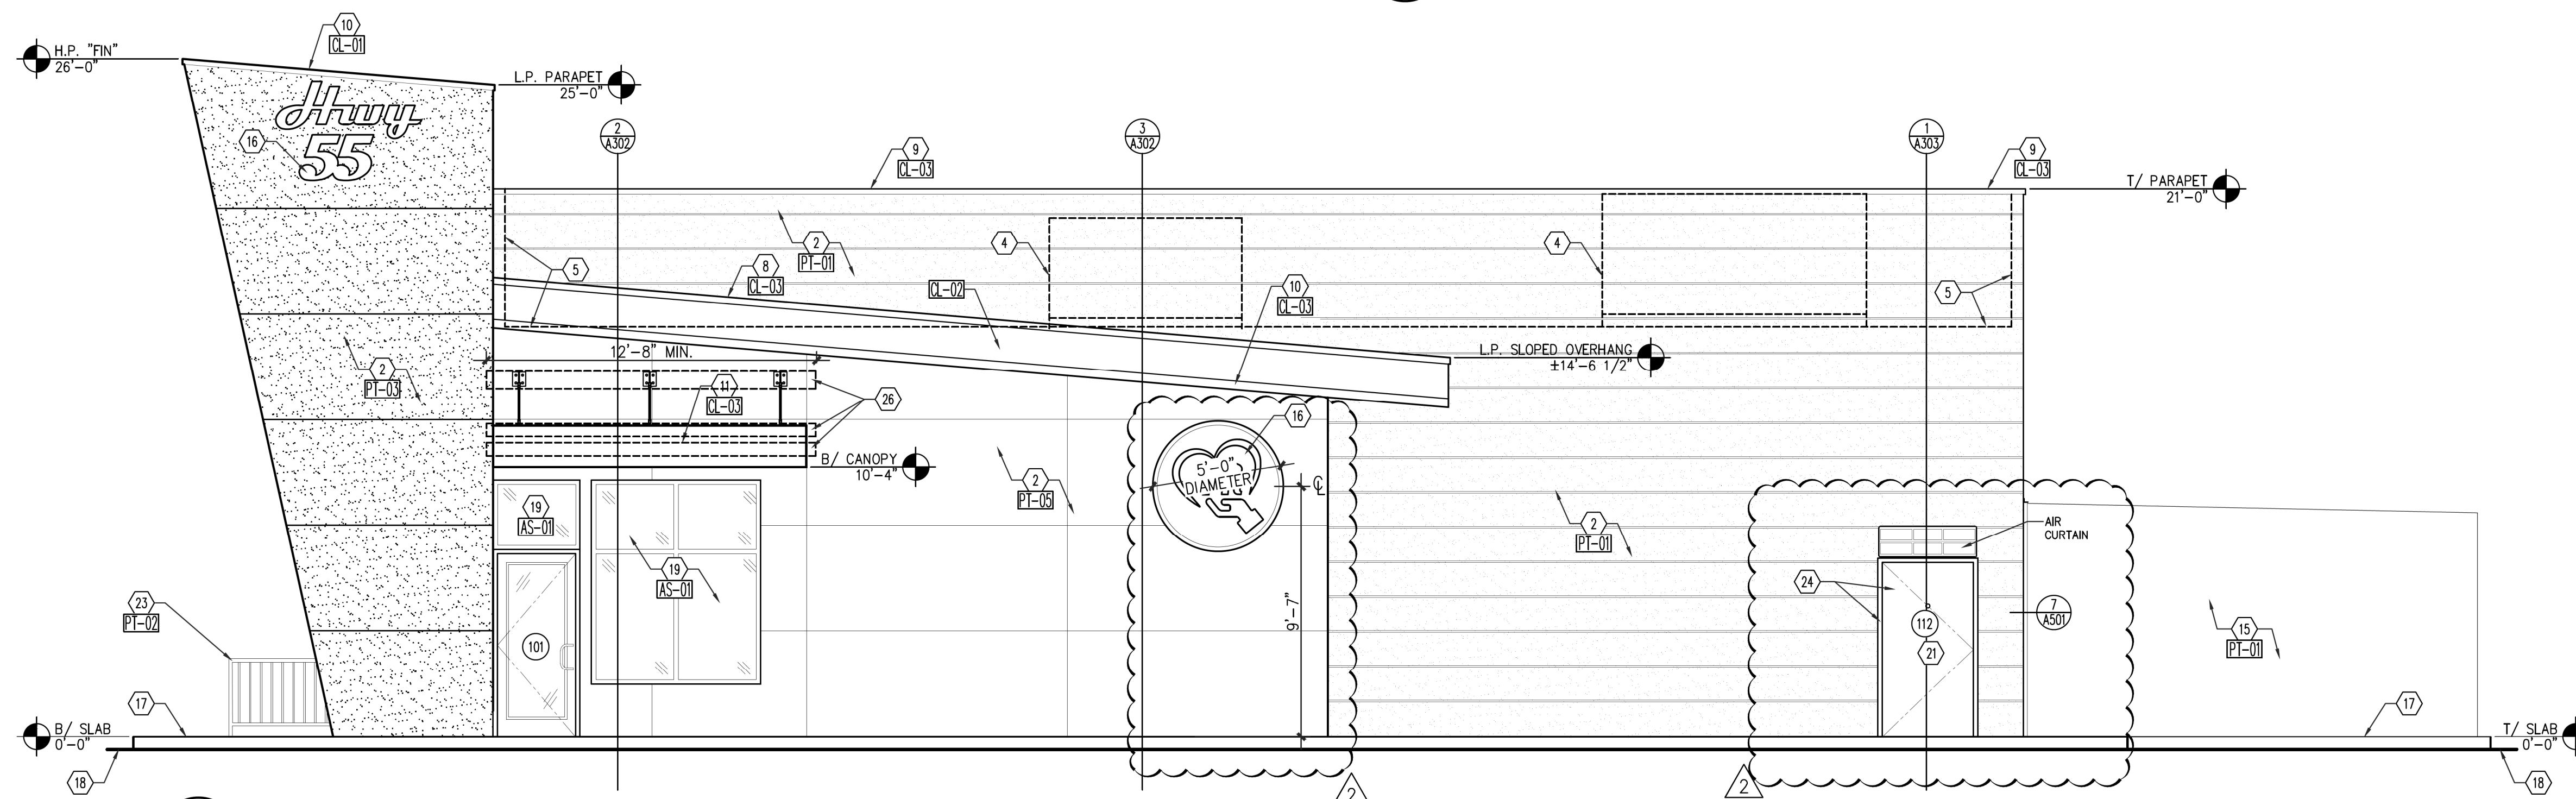 10
CL-01
H.P. "FIN"
26'-0"
L.P. PARAPET
25'-0"
Hwy
55
16
2
A302
3
A302
1
A303
9
CL-03
9
CL-03
T/ PARAPET
21'-0"
2
PT-01
4
4
5
8
CL-03
CL-02
10
CL-03
5
12'-8" MIN.
L.P. SLOPED OVERHANG
±14'-6 1/2"
2
PT-03
11
CL-03
26
16
B/ CANOPY
10'-4"
5'-0"
DIAMETER
CL
2
PT-05
19
AS-01
2
PT-01
AIR
CURTAIN
19
AS-01
24
23
PT-02
9'-7"
112
7
A501
15
PT-01
101
21
17
17
B/ SLAB
0'-0"
T/ SLAB
0'-0"
18
2
2
18